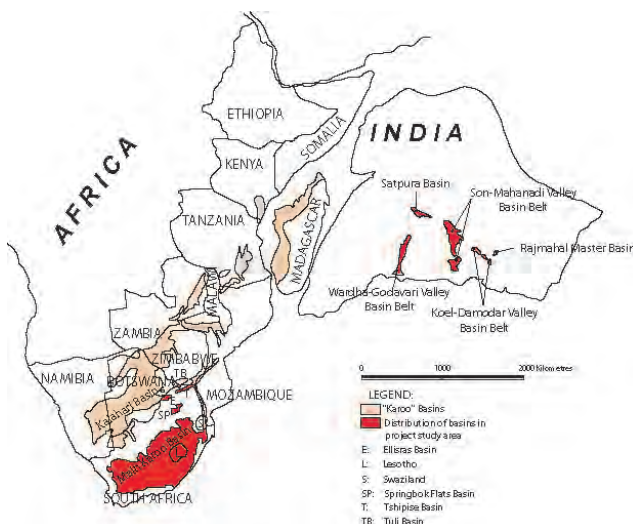 AFRICA
ETHIOPIA
SOMALIA
KENYA
TANZANIA
MADAGASCAR
MALAWI
ZAMBIA
ZIMBABWE
TB
T
BOTSWANA
NAMIBIA
Kalahari Basin
E
SP
MOZAMBIQUE
S
Main Karoo Basin
L
SOUTH AFRICA
INDIA
Satpura Basin
Son-Mahanadi Valley
Basin-Belt
Rajmahal Master Basin
Wardha-Godavari Valley
Basin Belt
Koel-Damodar Valley
Basin Belt
0 1000 2000 Kilometres
LEGEND:
"Karoo" Basins
Distribution of basins in
project study area
E: Ellisras Basin
L: Lesotho
S: Swaziland
SP: Springbok Flats Basin
T: Tshipise Basin
TB: Tuli Basin